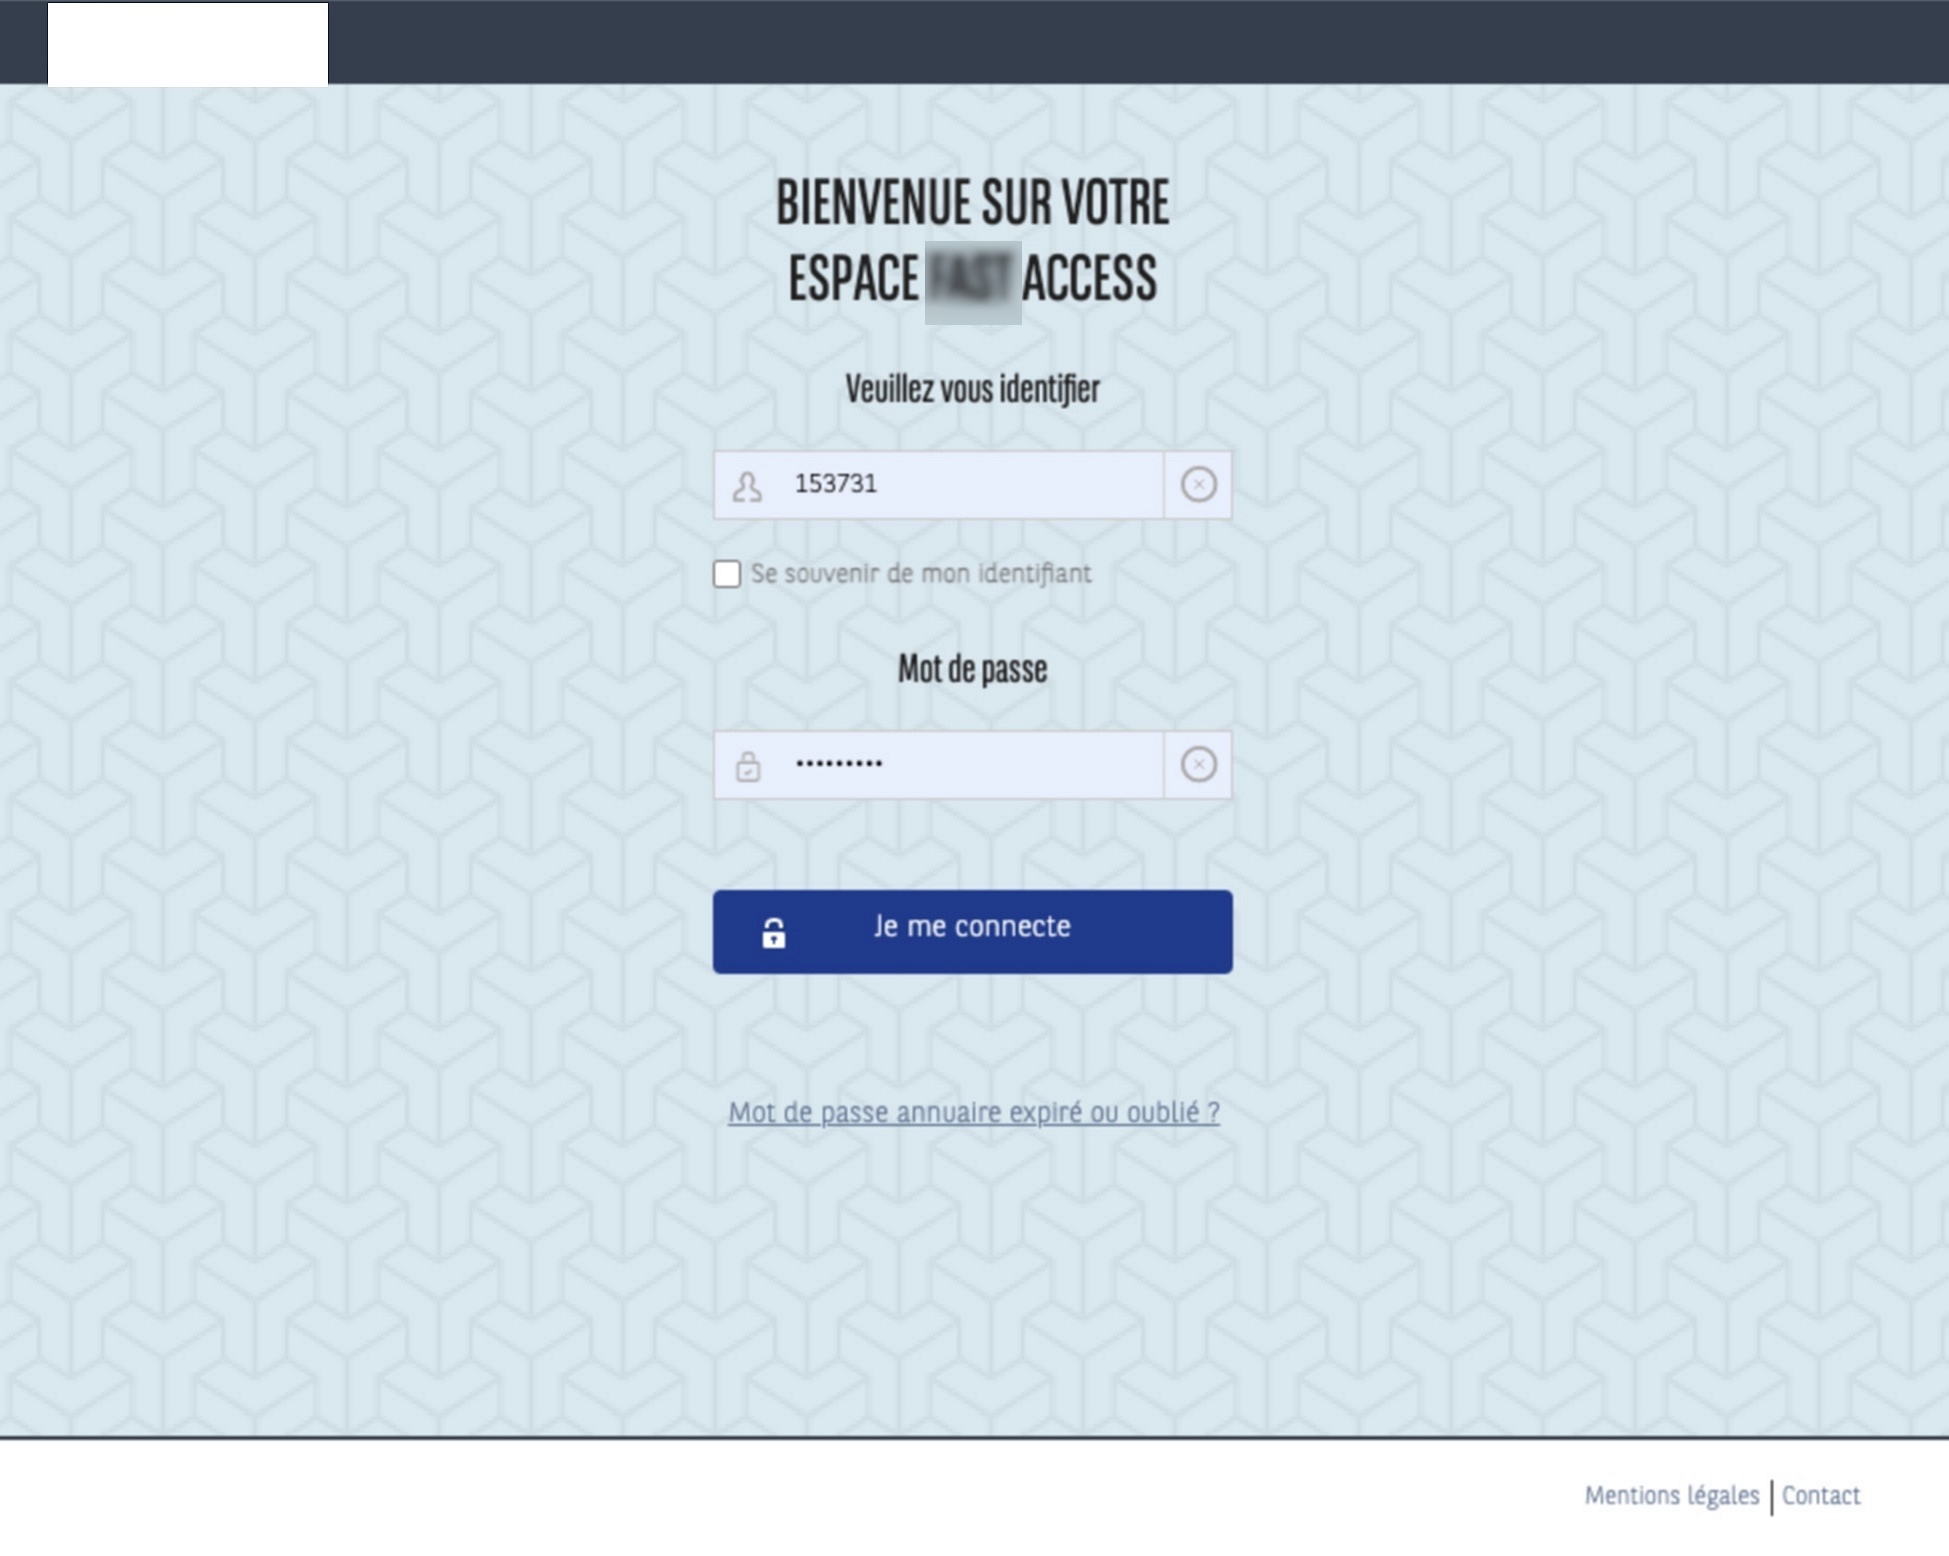 BIENVENUE SUR VOTRE
ESPACE FAST ACCESS
Veuillez vous identifier
153731
Se souvenir de mon identifiant
Mot de passe
•••••••••
Je me connecte
Mot de passe annuaire expiré ou oublié ?
Mentions légales | Contact